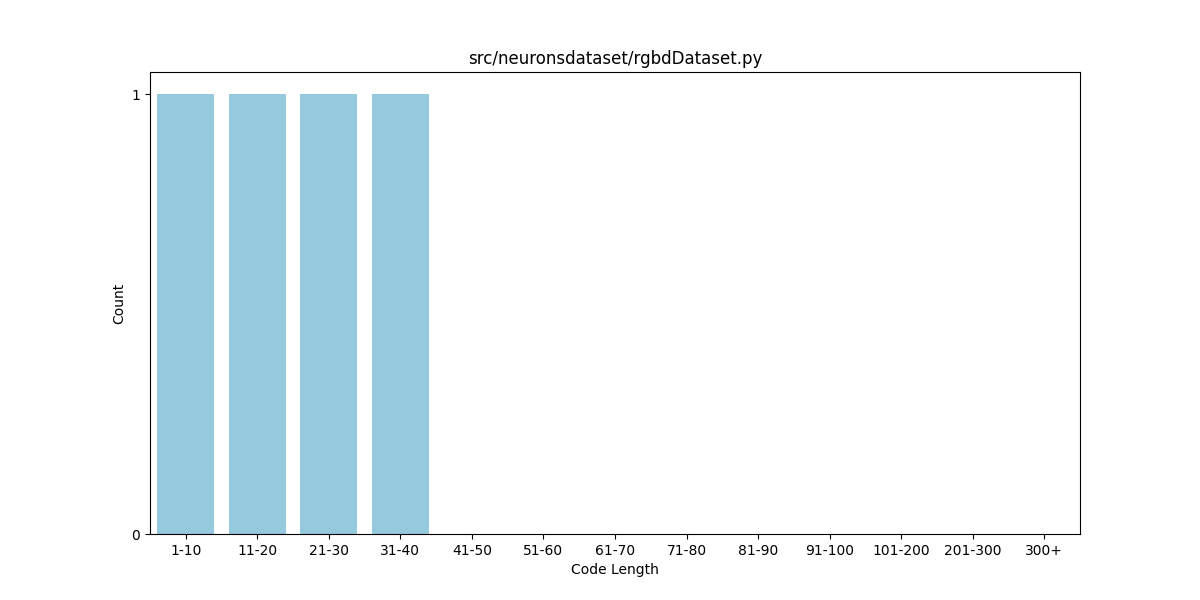 src/neuronsdataset/rgbdDataset.py
1
Count
0
1-10 11-20 21-30 31-40 41-50 51-60 61-70 71-80 81-90 91-100 101-200 201-300 300+
Code Length